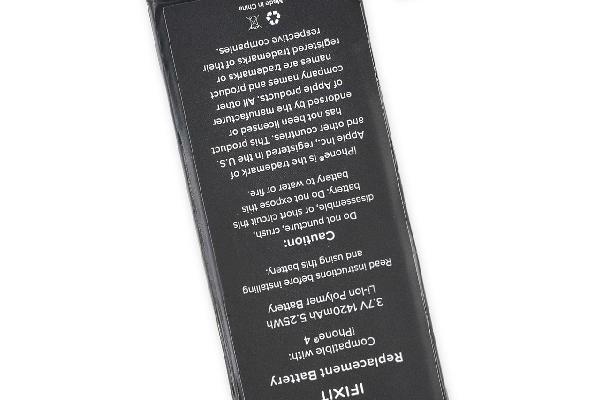 IFIXIT
Replacement Battery
Compatible with:
iPhone® 4
3.7V 1420mAh 5.25Wh
Li-Ion Polymer Battery
Read instructions before installing
and using this battery.
Caution:
Do not puncture, crush,
disassemble, or short circuit this
battery. Do not expose this
battery to water or fire.
iPhone® is the trademark of
Apple Inc., registered in the U.S.
and other countries. This product
has not been licensed or
endorsed by the manufacturer
of Apple products. All other
company names and product
names are trademarks or
registered trademarks of their
respective companies.
Made in China